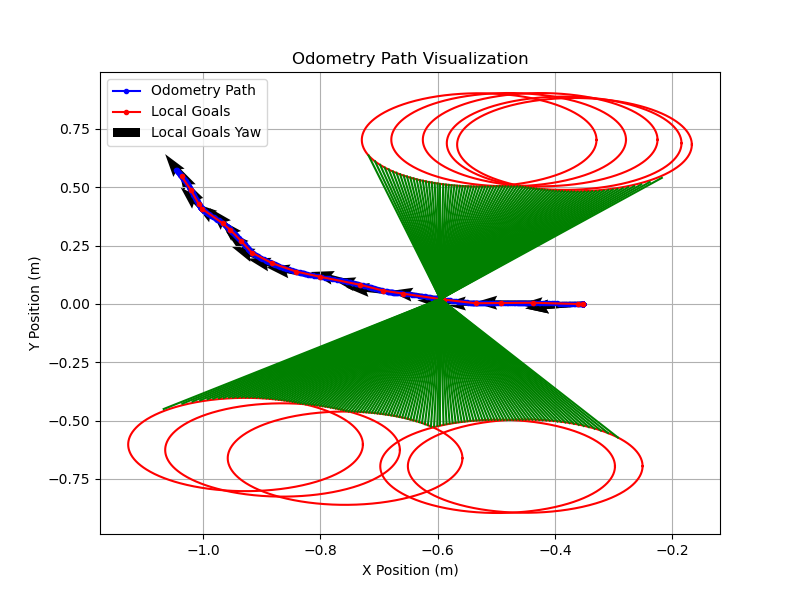 Odometry Path Visualization
Odometry Path
Local Goals
Local Goals Yaw
Y Position (m)
0.75
0.50
0.25
0.00
−0.25
−0.50
−0.75
−1.0
−0.8
−0.6
−0.4
−0.2
X Position (m)